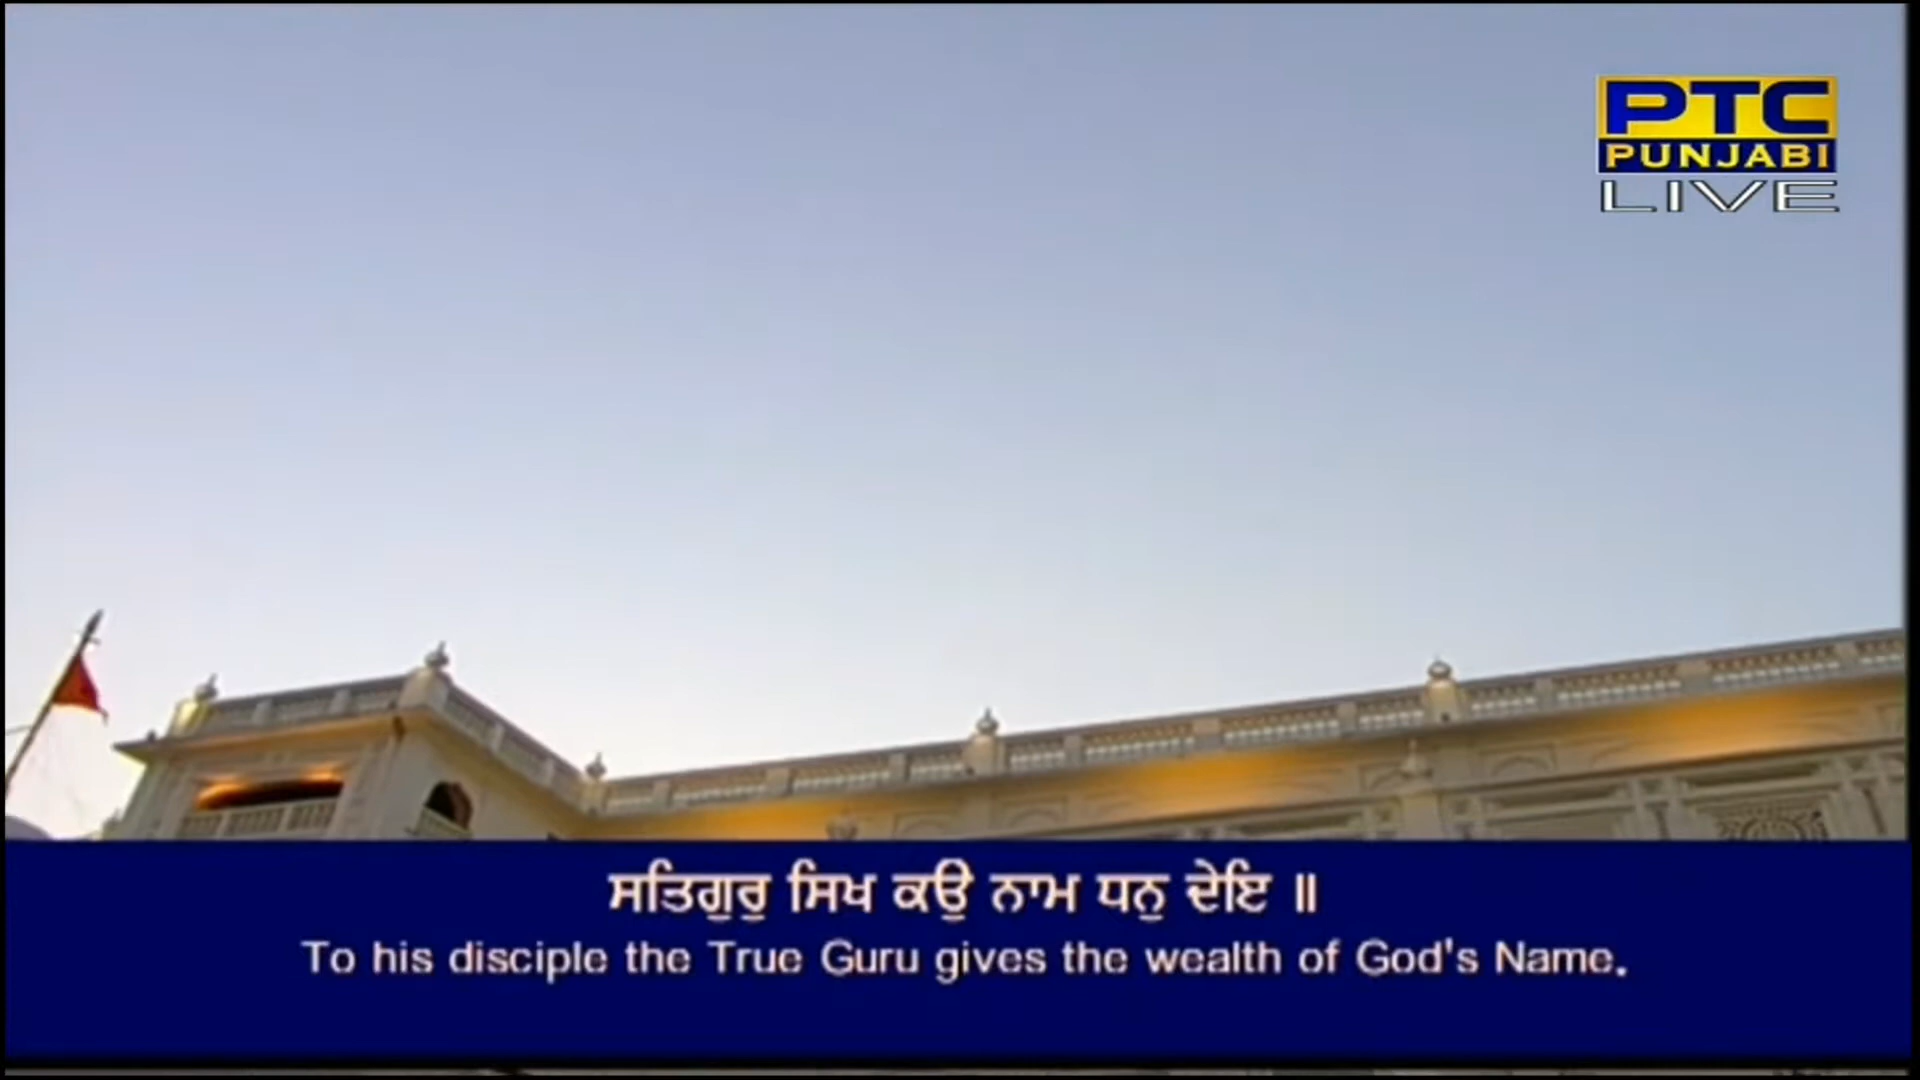 PTC
PUNJABI
LIVE
ਸਤਿਗੁਰੁ ਸਿਖ ਕਉ ਨਾਮ ਧਨੁ ਦੇਇ ॥
To his disciple the True Guru gives the wealth of God's Name.